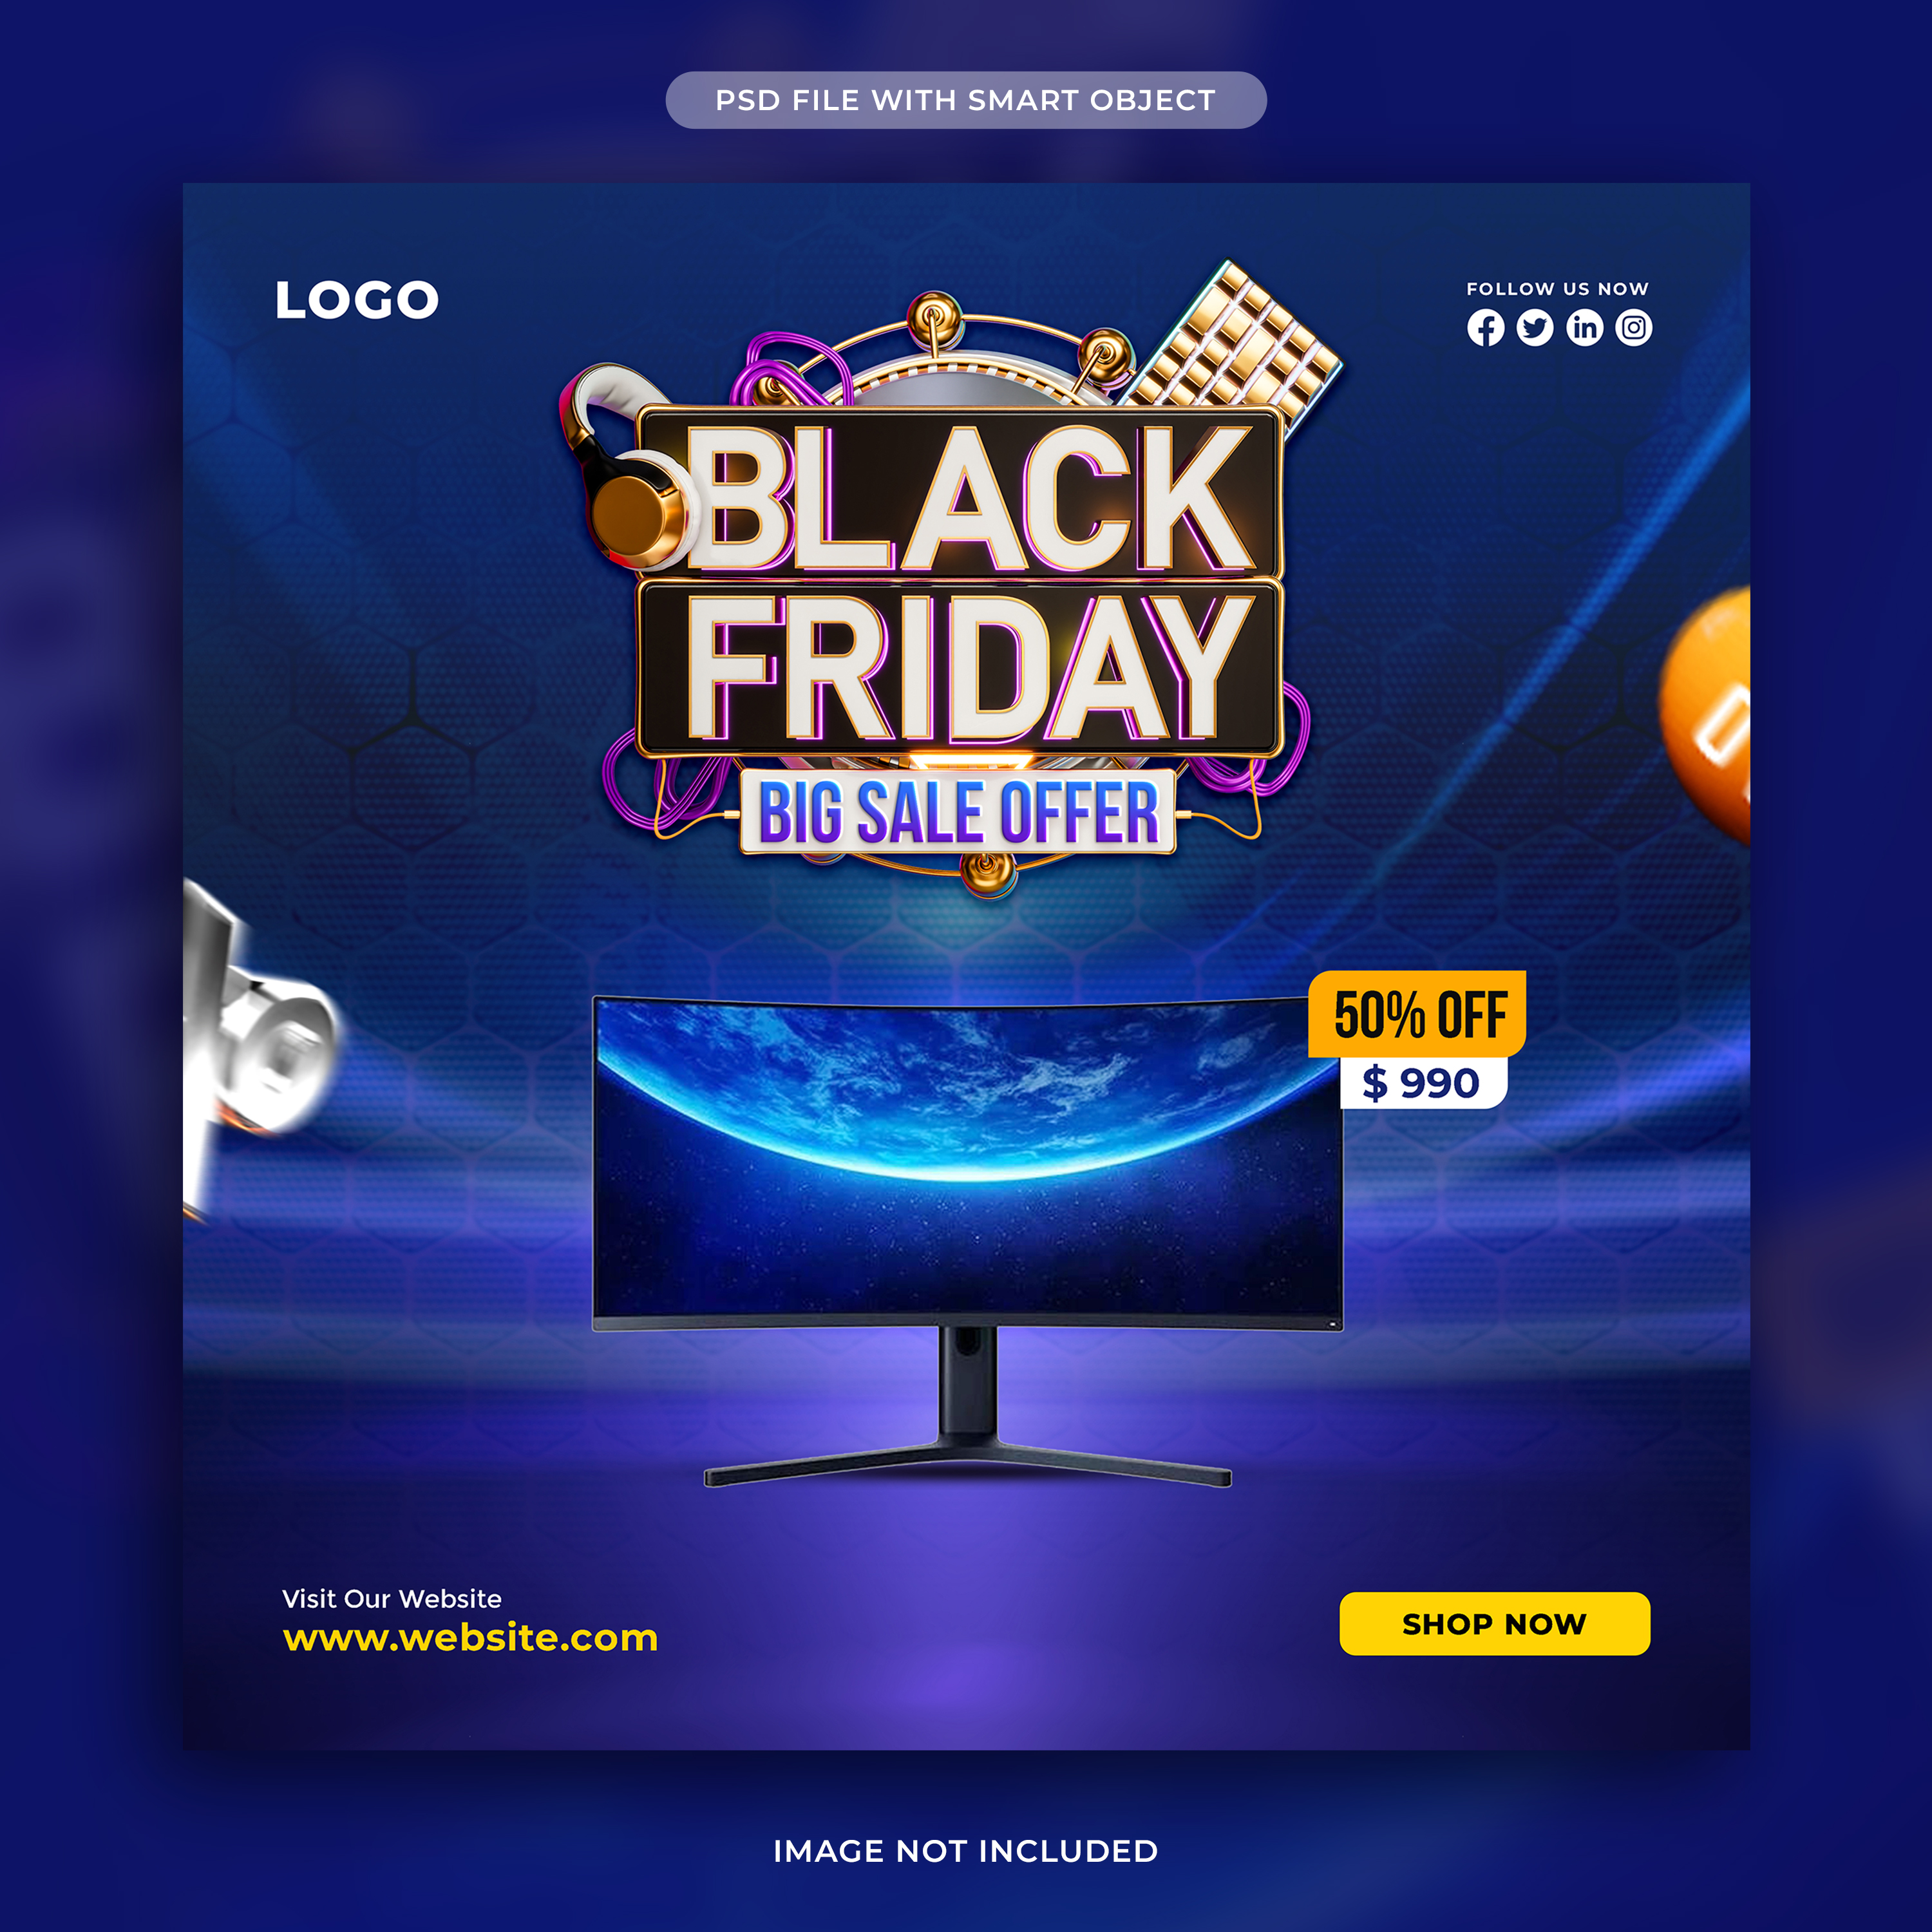 PSD FILE WITH SMART OBJECT
LOGO
FOLLOW US NOW
BLACK
FRIDAY
BIG SALE OFFER
50% OFF
$ 990
Visit Our Website
www.website.com
SHOP NOW
IMAGE NOT INCLUDED